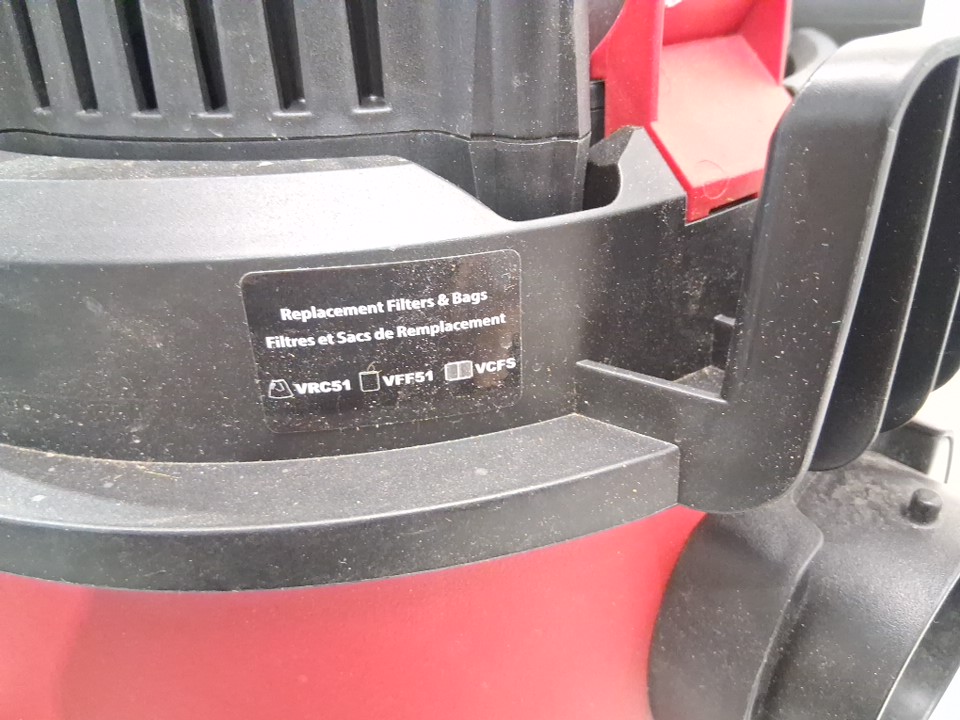 Replacement Filters & Bags
Filtres et Sacs de Remplacement
VRC51 VFF51 VCFS